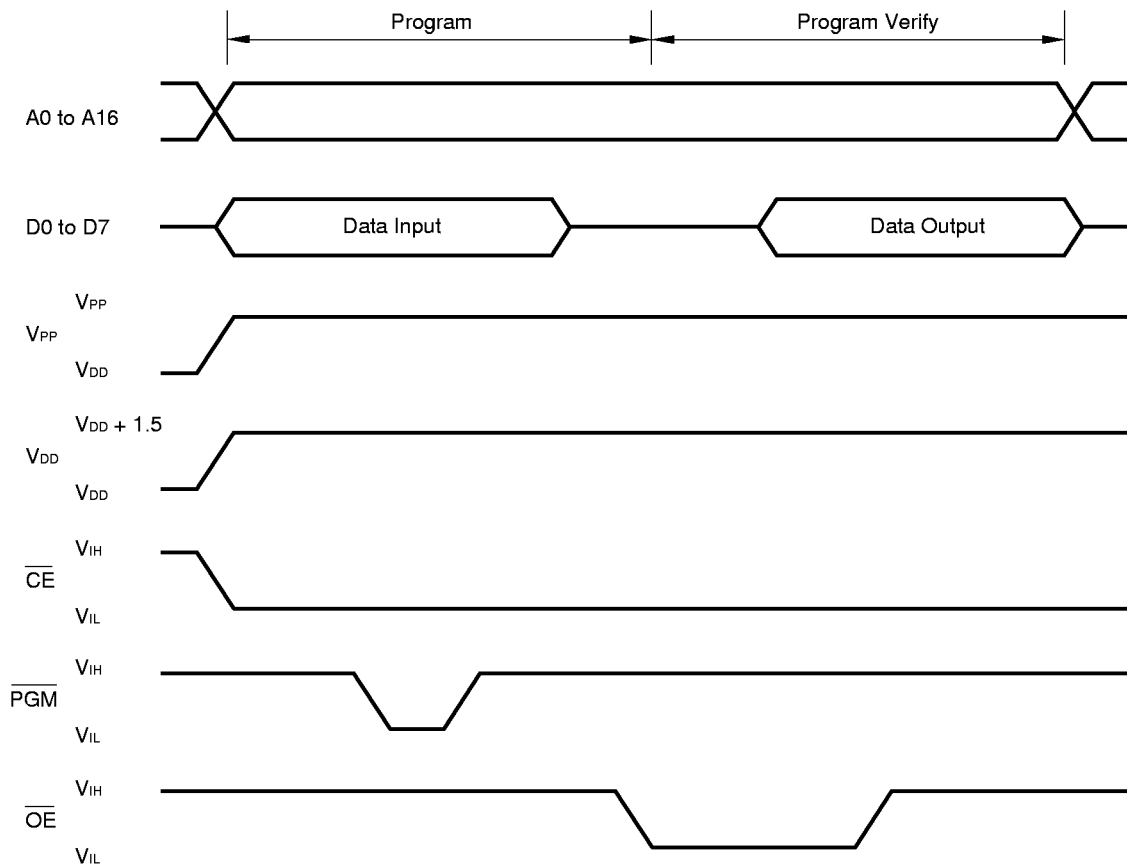 Program Program Verify
A0 to A16
D0 to D7 Data Input Data Output
VPP
VPP
VDD
VDD + 1.5
VDD
VDD
VIH
CE
VIL
VIH
PGM
VIL
VIH
OE
VIL